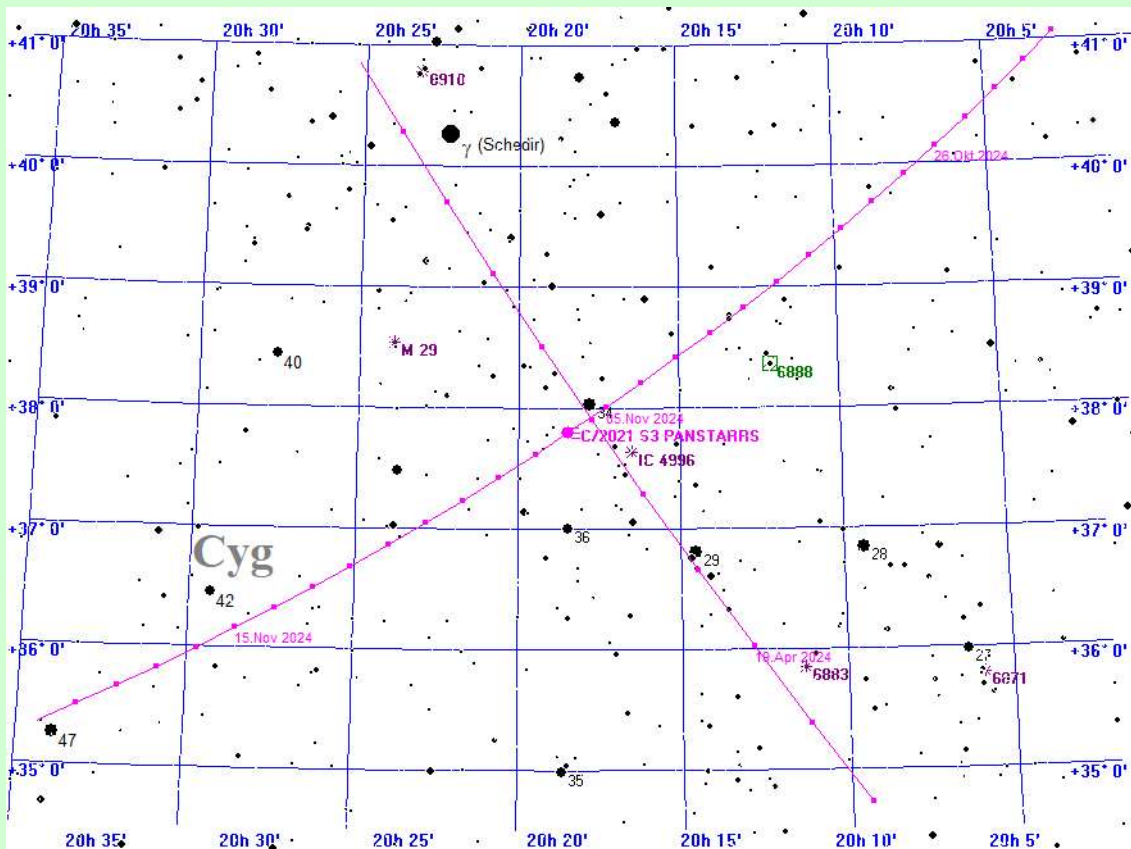 20h 35' 20h 30' 20h 25' 20h 20' 20h 15' 20h 10' 20h 5'
+41° 0' +41° 0'
6910
γ (Schedir)
26.Okt 2024
+40° 0' +40° 0'
+39° 0' +39° 0'
M 29
40
6888
+38° 0' +38° 0'
34
05.Nov 2024
=C/2021 S3 PANSTARRS
IC 4996
+37° 0' +37° 0'
36
29
28
Cyg
42
15.Nov 2024
+36° 0' +36° 0'
27
19.Apr 2024
6883
6871
47
35
+35° 0' +35° 0'
20h 35' 20h 30' 20h 25' 20h 20' 20h 15' 20h 10' 20h 5'